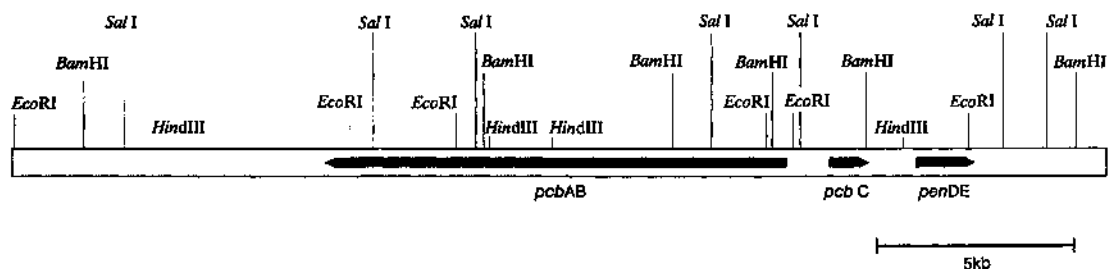 Sal I Sal I Sal I Sal I Sal I Sal I Sal I
BamHI BamHI BamHI BamHI BamHI BamHI
EcoRI EcoRI EcoRI EcoRI EcoRI EcoRI
HindIII HindIII HindIII HindIII
pcbAB pcb C penDE
5kb